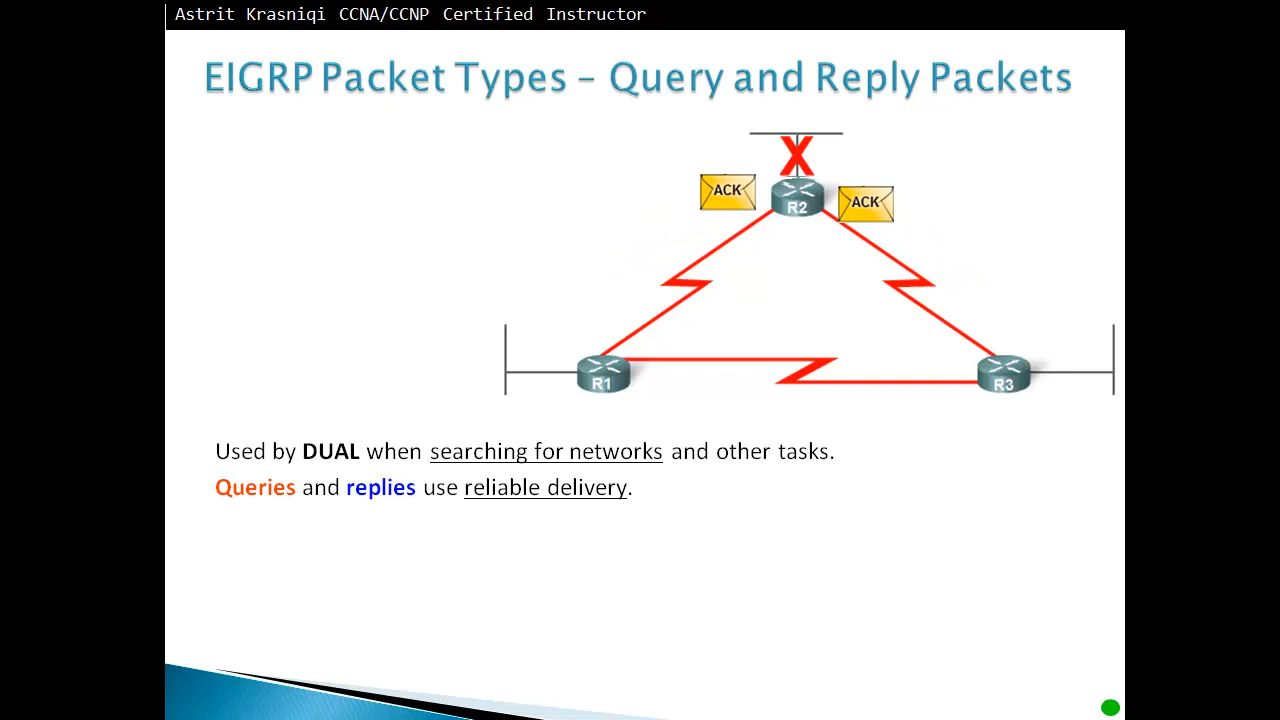 Astrit Krasniqi CCNA/CCNP Certified Instructor
EIGRP Packet Types – Query and Reply Packets
ACK
R2
ACK
R1
R3
Used by DUAL when searching for networks and other tasks.
Queries and replies use reliable delivery.